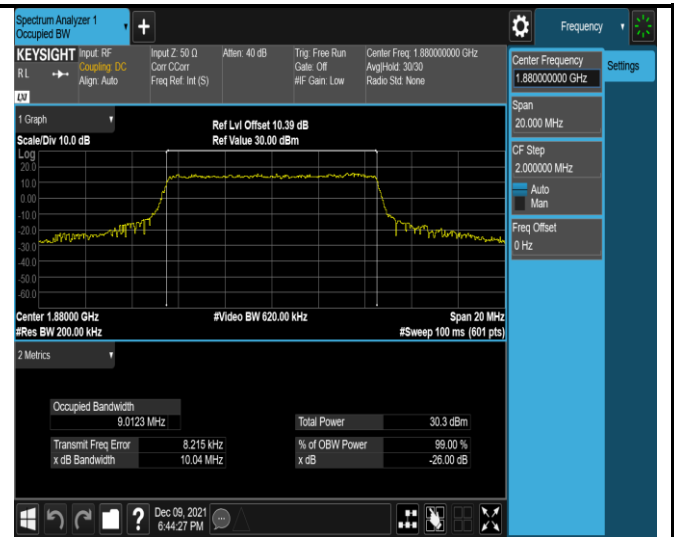 Spectrum Analyzer 1
Occupied BW
+
Frequency
KEYSIGHT
RL
LXI
Input: RF
Coupling: DC
Align: Auto
Input Z: 50 Ω
Corr CCorr
Freq Ref: Int (S)
Atten: 40 dB
Trig: Free Run
Gate: Off
#IF Gain: Low
Center Freq: 1.880000000 GHz
Avg|Hold: 30/30
Radio Std: None
Center Frequency
1.880000000 GHz
Settings
Span
20.000 MHz
CF Step
2.000000 MHz
Auto
Man
Freq Offset
0 Hz
1 Graph
Scale/Div 10.0 dB
Ref Lvl Offset 10.39 dB
Ref Value 30.00 dBm
Log
20.0
10.0
0.00
-10.0
-20.0
-30.0
-40.0
-50.0
-60.0
Center 1.88000 GHz
#Video BW 620.00 kHz
Span 20 MHz
#Res BW 200.00 kHz
#Sweep 100 ms (601 pts)
2 Metrics
Occupied Bandwidth
9.0123 MHz
Total Power 30.3 dBm
Transmit Freq Error 8.215 kHz
% of OBW Power 99.00 %
x dB Bandwidth 10.04 MHz
x dB -26.00 dB
?
Dec 09, 2021
6:44:27 PM